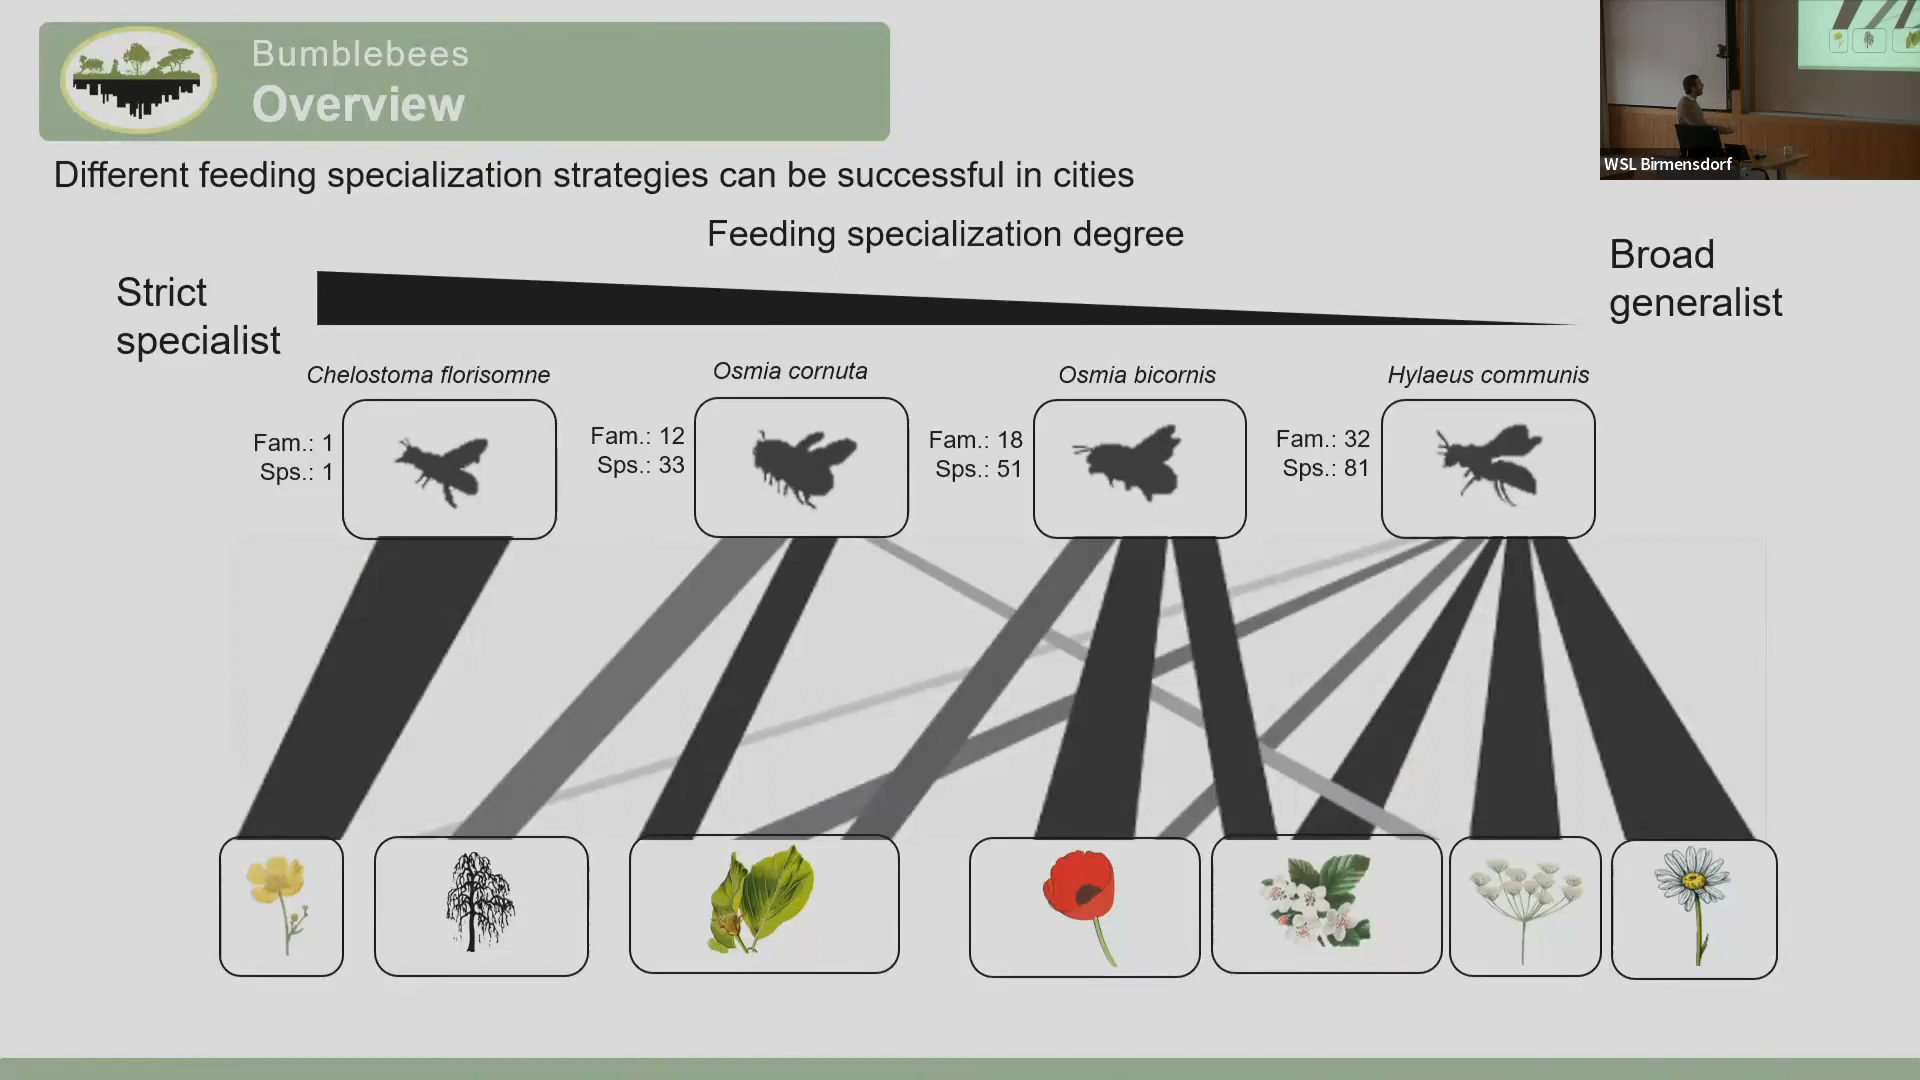 Bumblebees
Overview
WSL Birmensdorf
Different feeding specialization strategies can be successful in cities
Feeding specialization degree
Strict
specialist
Broad
generalist
Chelostoma florisomne
Osmia cornuta
Osmia bicornis
Hylaeus communis
Fam.: 1
Sps.: 1
Fam.: 12
Sps.: 33
Fam.: 18
Sps.: 51
Fam.: 32
Sps.: 81